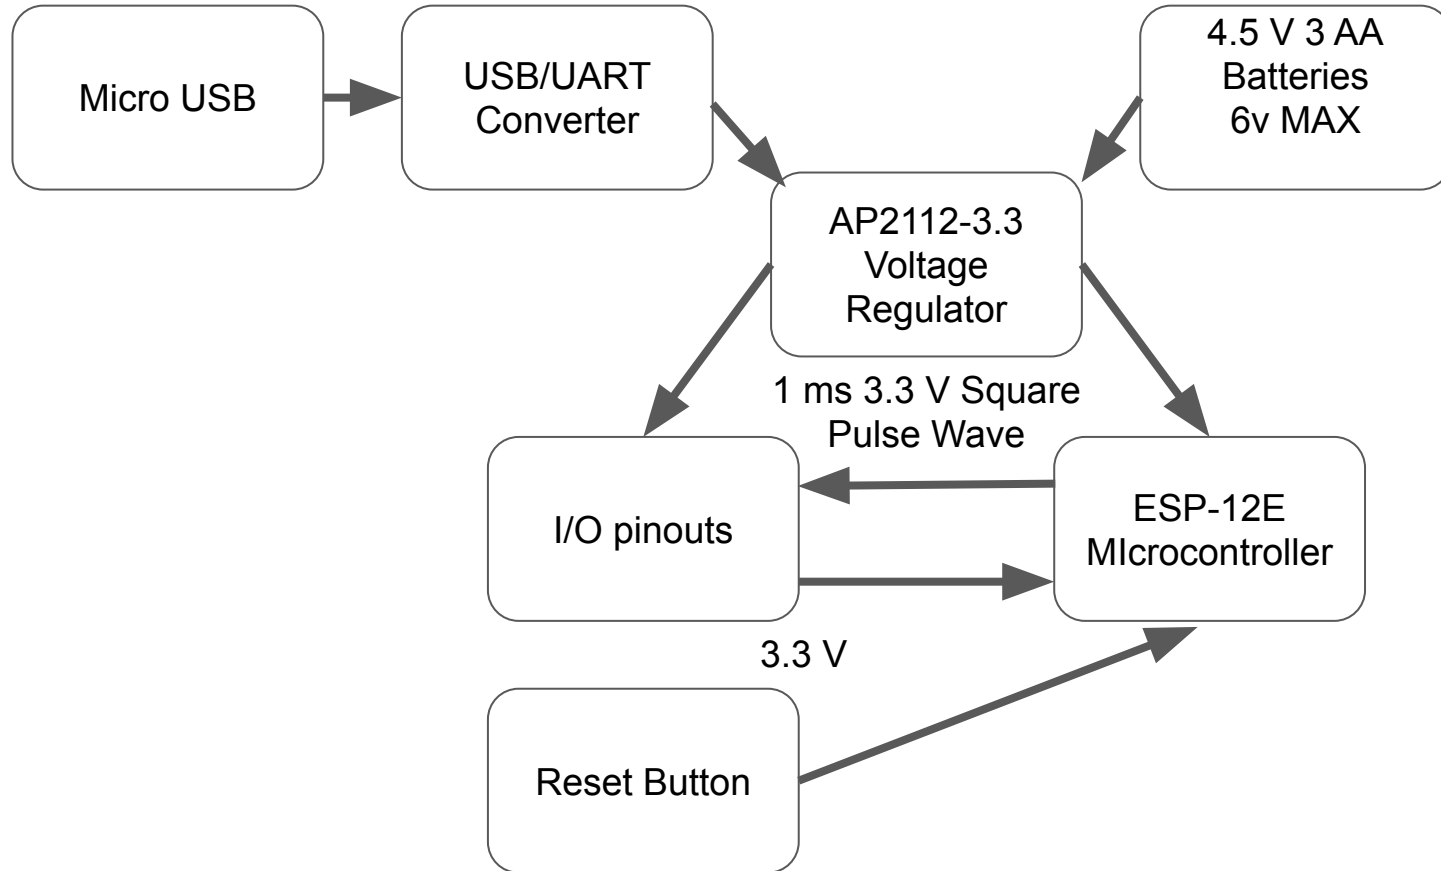 Micro USB
USB/UART
Converter
4.5 V 3 AA
Batteries
6v MAX
AP2112-3.3
Voltage
Regulator
1 ms 3.3 V Square
Pulse Wave
I/O pinouts
ESP-12E
MIcrocontroller
3.3 V
Reset Button